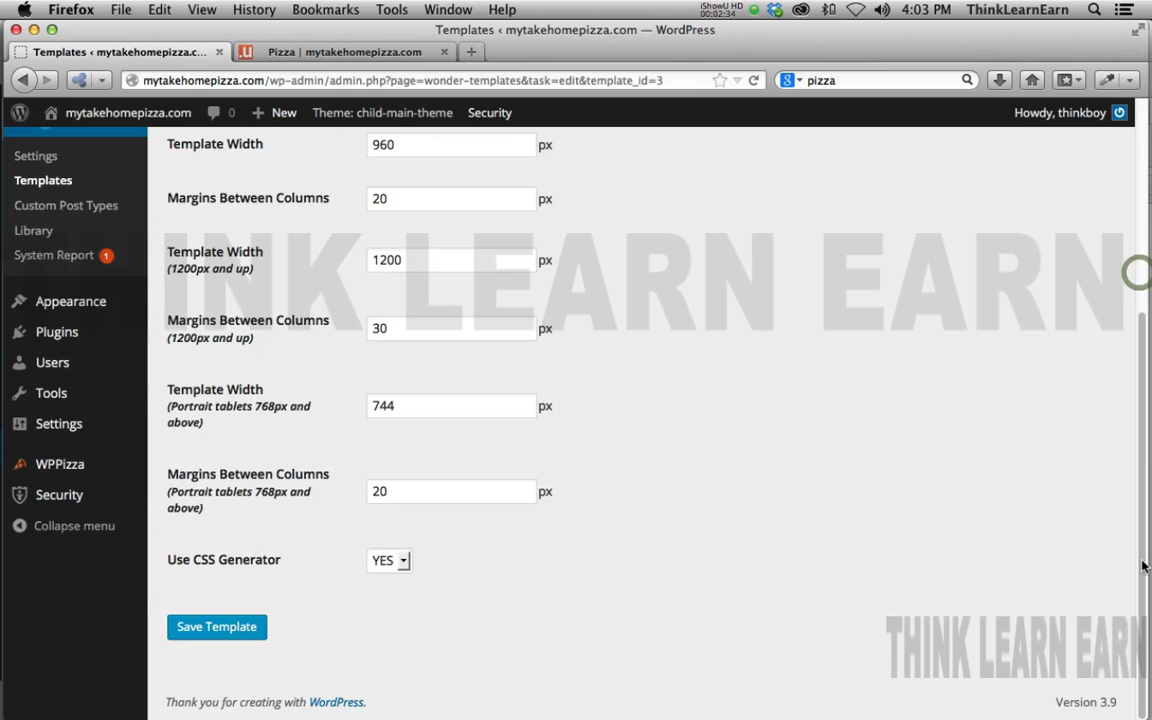 Firefox File Edit View History Bookmarks Tools Window Help iShowU HD 00:02:34 4:03 PM ThinkLearnEarn
Templates ‹ mytakehomepizza.com — WordPress
Templates ‹ mytakehomepizza.c... Pizza | mytakehomepizza.com
mytakehomepizza.com/wp-admin/admin.php?page=wonder-templates&task=edit&template_id=3 pizza
mytakehomepizza.com 0 New Theme: child-main-theme Security Howdy, thinkboy
Settings
Templates
Custom Post Types
Library
System Report 1
Appearance
Plugins
Users
Tools
Settings
WPPizza
Security
Collapse menu
Template Width 960 px
Margins Between Columns 20 px
Template Width
(1200px and up)
1200 px
Margins Between Columns
(1200px and up)
30 px
Template Width
(Portrait tablets 768px and
above)
744 px
Margins Between Columns
(Portrait tablets 768px and
above)
20 px
Use CSS Generator YES
Save Template
Thank you for creating with WordPress. Version 3.9
THINK LEARN EARN
THINK LEARN EARN